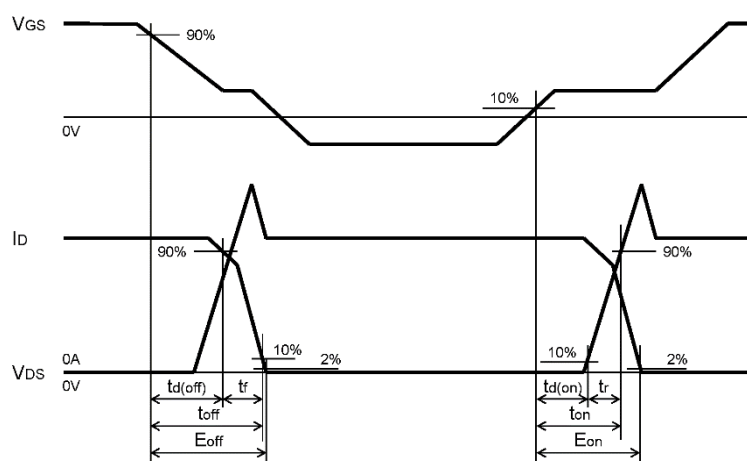 VGS
90%
10%
0V
ID
90%
90%
0A
10%
2%
10%
2%
VDS
0V
td(off)
tf
td(on)
tr
toff
ton
Eoff
Eon